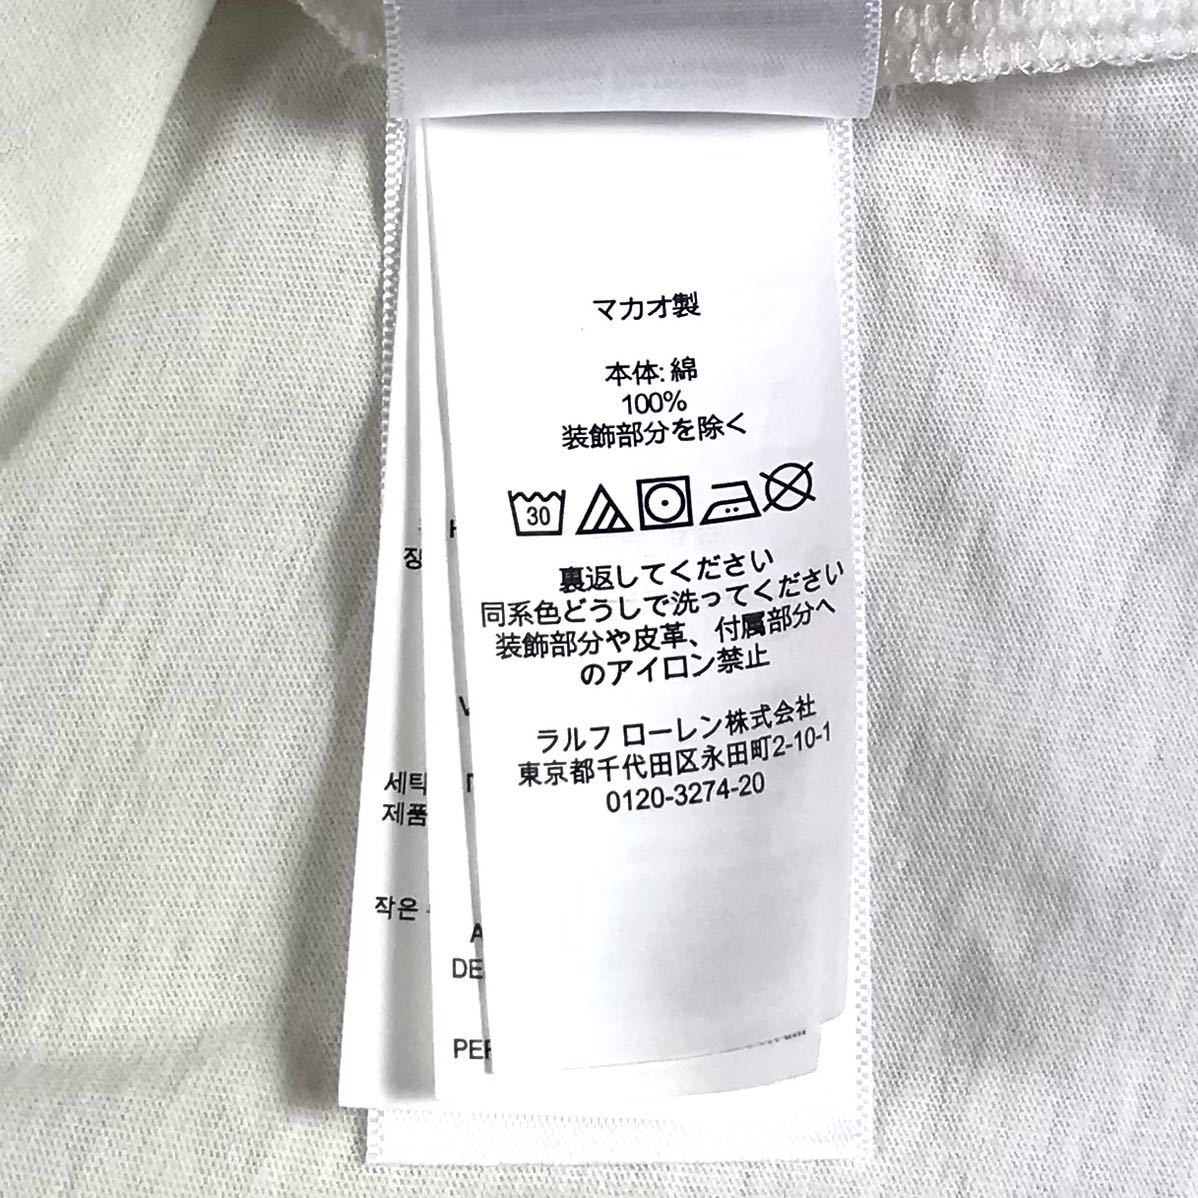 マカオ製
本体: 綿
100%
装飾部分を除く
30
裏返してください
同系色どうしで洗ってください
装飾部分や皮革、付属部分へ
のアイロン禁止
ラルフ ローレン株式会社
東京都千代田区永田町2-10-1
0120-3274-20
장
세탁
제품
작은
DE
PER